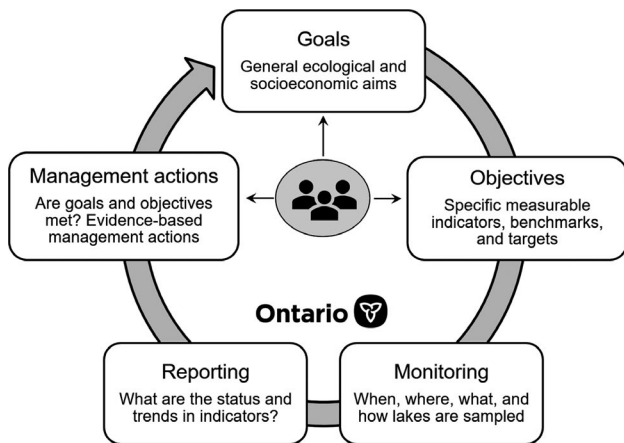 Goals
General ecological and
socioeconomic aims
Management actions
Are goals and objectives
met? Evidence-based
management actions
Objectives
Specific measurable
indicators, benchmarks,
and targets
Ontario
Reporting
What are the status and
trends in indicators?
Monitoring
When, where, what, and
how lakes are sampled